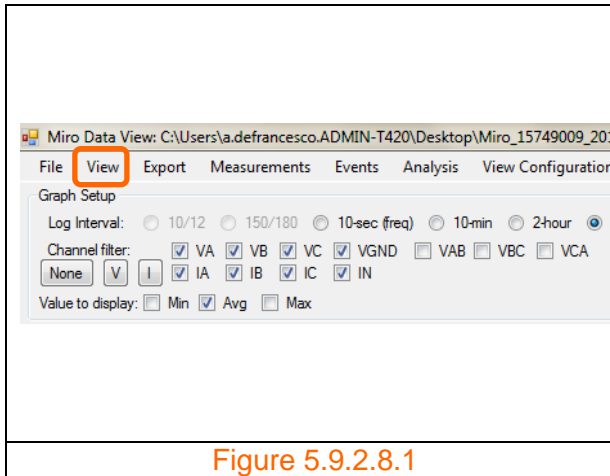 Miro Data View: C:\Users\a.defrancesco.ADMIN-T420\Desktop\Miro_15749009_201
File View Export Measurements Events Analysis View Configuration
Graph Setup
Log Interval: 10/12 150/180 10-sec (freq) 10-min 2-hour
Channel filter: VA VB VC VGND VAB VBC VCA
None V I IA IB IC IN
Value to display: Min Avg Max
Figure 5.9.2.8.1